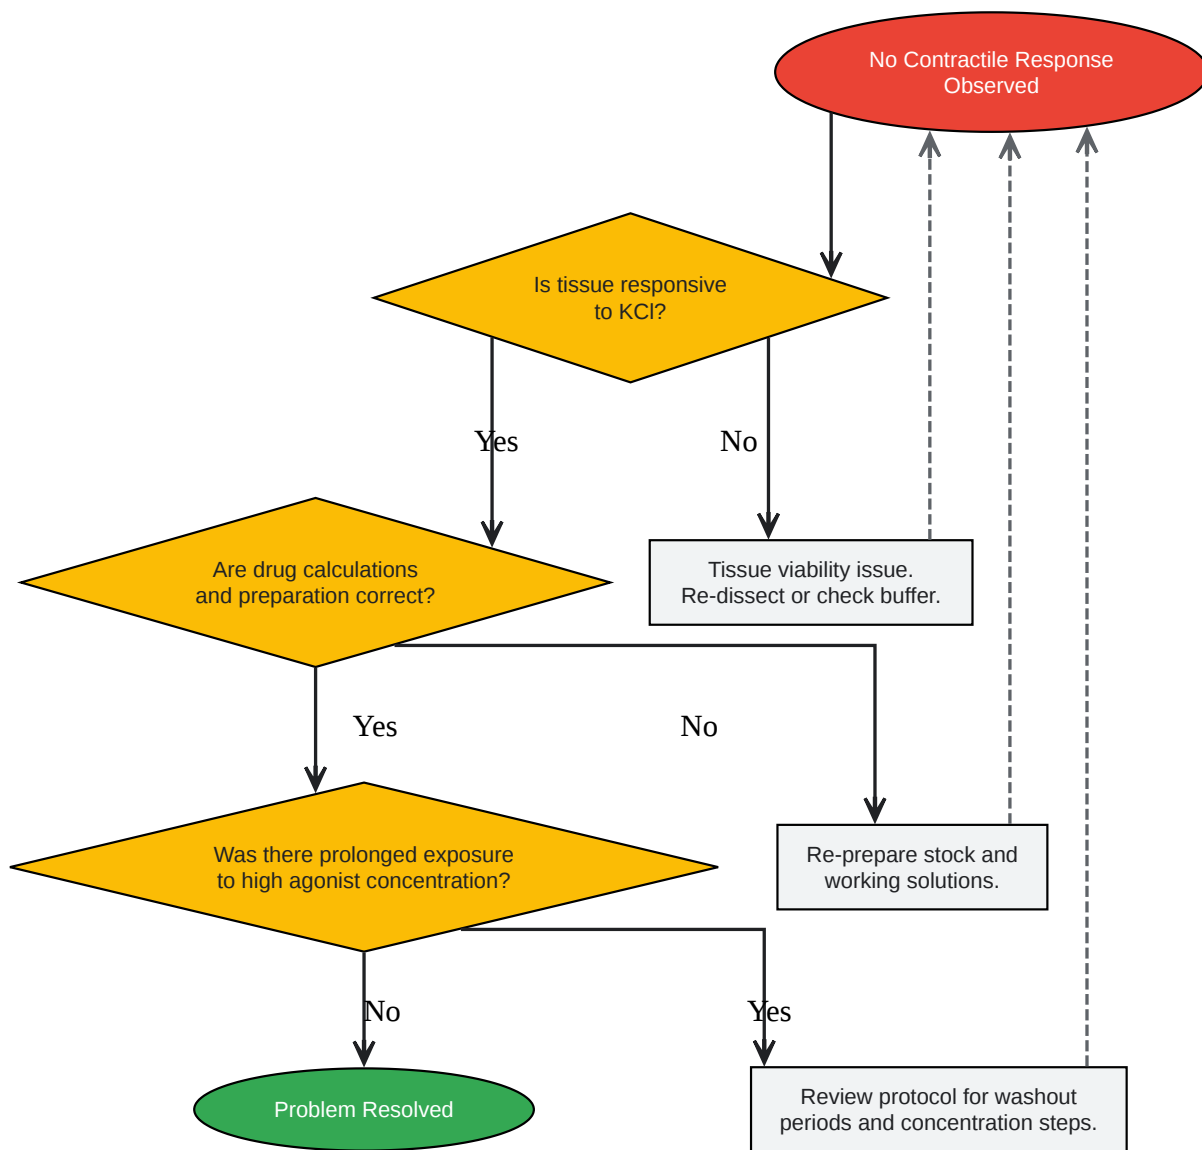 No Contractile Response
Observed
Is tissue responsive
to KCl?
Yes
No
Are drug calculations
and preparation correct?
Tissue viability issue.
Re-dissect or check buffer.
Yes
No
Was there prolonged exposure
to high agonist concentration?
Re-prepare stock and
working solutions.
No
Yes
Problem Resolved
Review protocol for washout
periods and concentration steps.